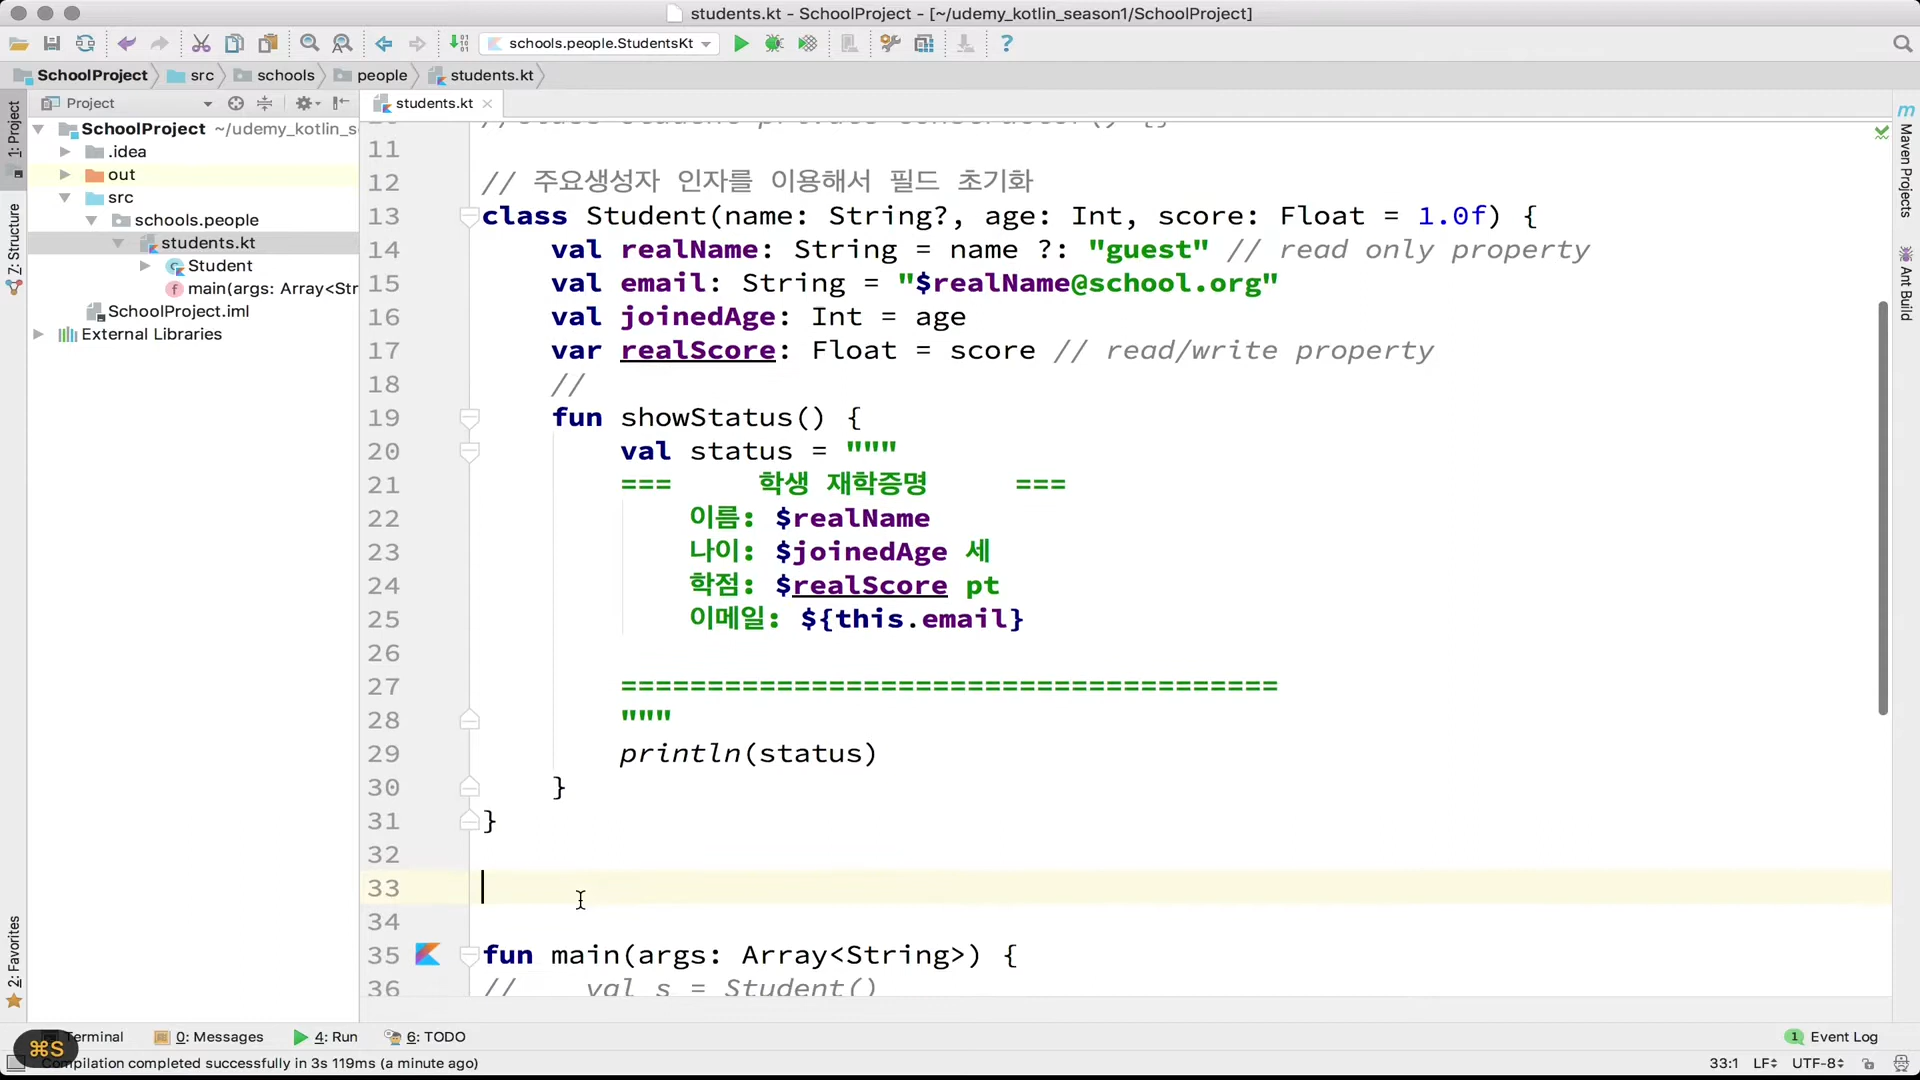 students.kt - SchoolProject - [~/udemy_kotlin_season1/SchoolProject]
schools.people.StudentsKt
SchoolProject src schools people students.kt
Project
students.kt
1: Project
Z: Structure
2: Favorites
SchoolProject ~/udemy_kotlin_s
.idea
out
src
schools.people
students.kt
Student
main(args: Array<Str
SchoolProject.iml
External Libraries
11
12 // 주요생성자 인자를 이용해서 필드 초기화
13 class Student(name: String?, age: Int, score: Float = 1.0f) {
14 val realName: String = name ?: "guest" // read only property
15 val email: String = "$realName@school.org"
16 val joinedAge: Int = age
17 var realScore: Float = score // read/write property
18 //
19 fun showStatus() {
20 val status = """
21 === 학생 재학증명 ===
22 이름: $realName
23 나이: $joinedAge 세
24 학점: $realScore pt
25 이메일: ${this.email}
26
27 ======================================
28 """
29 println(status)
30 }
31 }
32
33
34
35 fun main(args: Array<String>) {
36 // val s = Student()
Maven Projects
Ant Build
Terminal 0: Messages 4: Run 6: TODO 1 Event Log
⌘S
Compilation completed successfully in 3s 119ms (a minute ago) 33:1 LF UTF-8